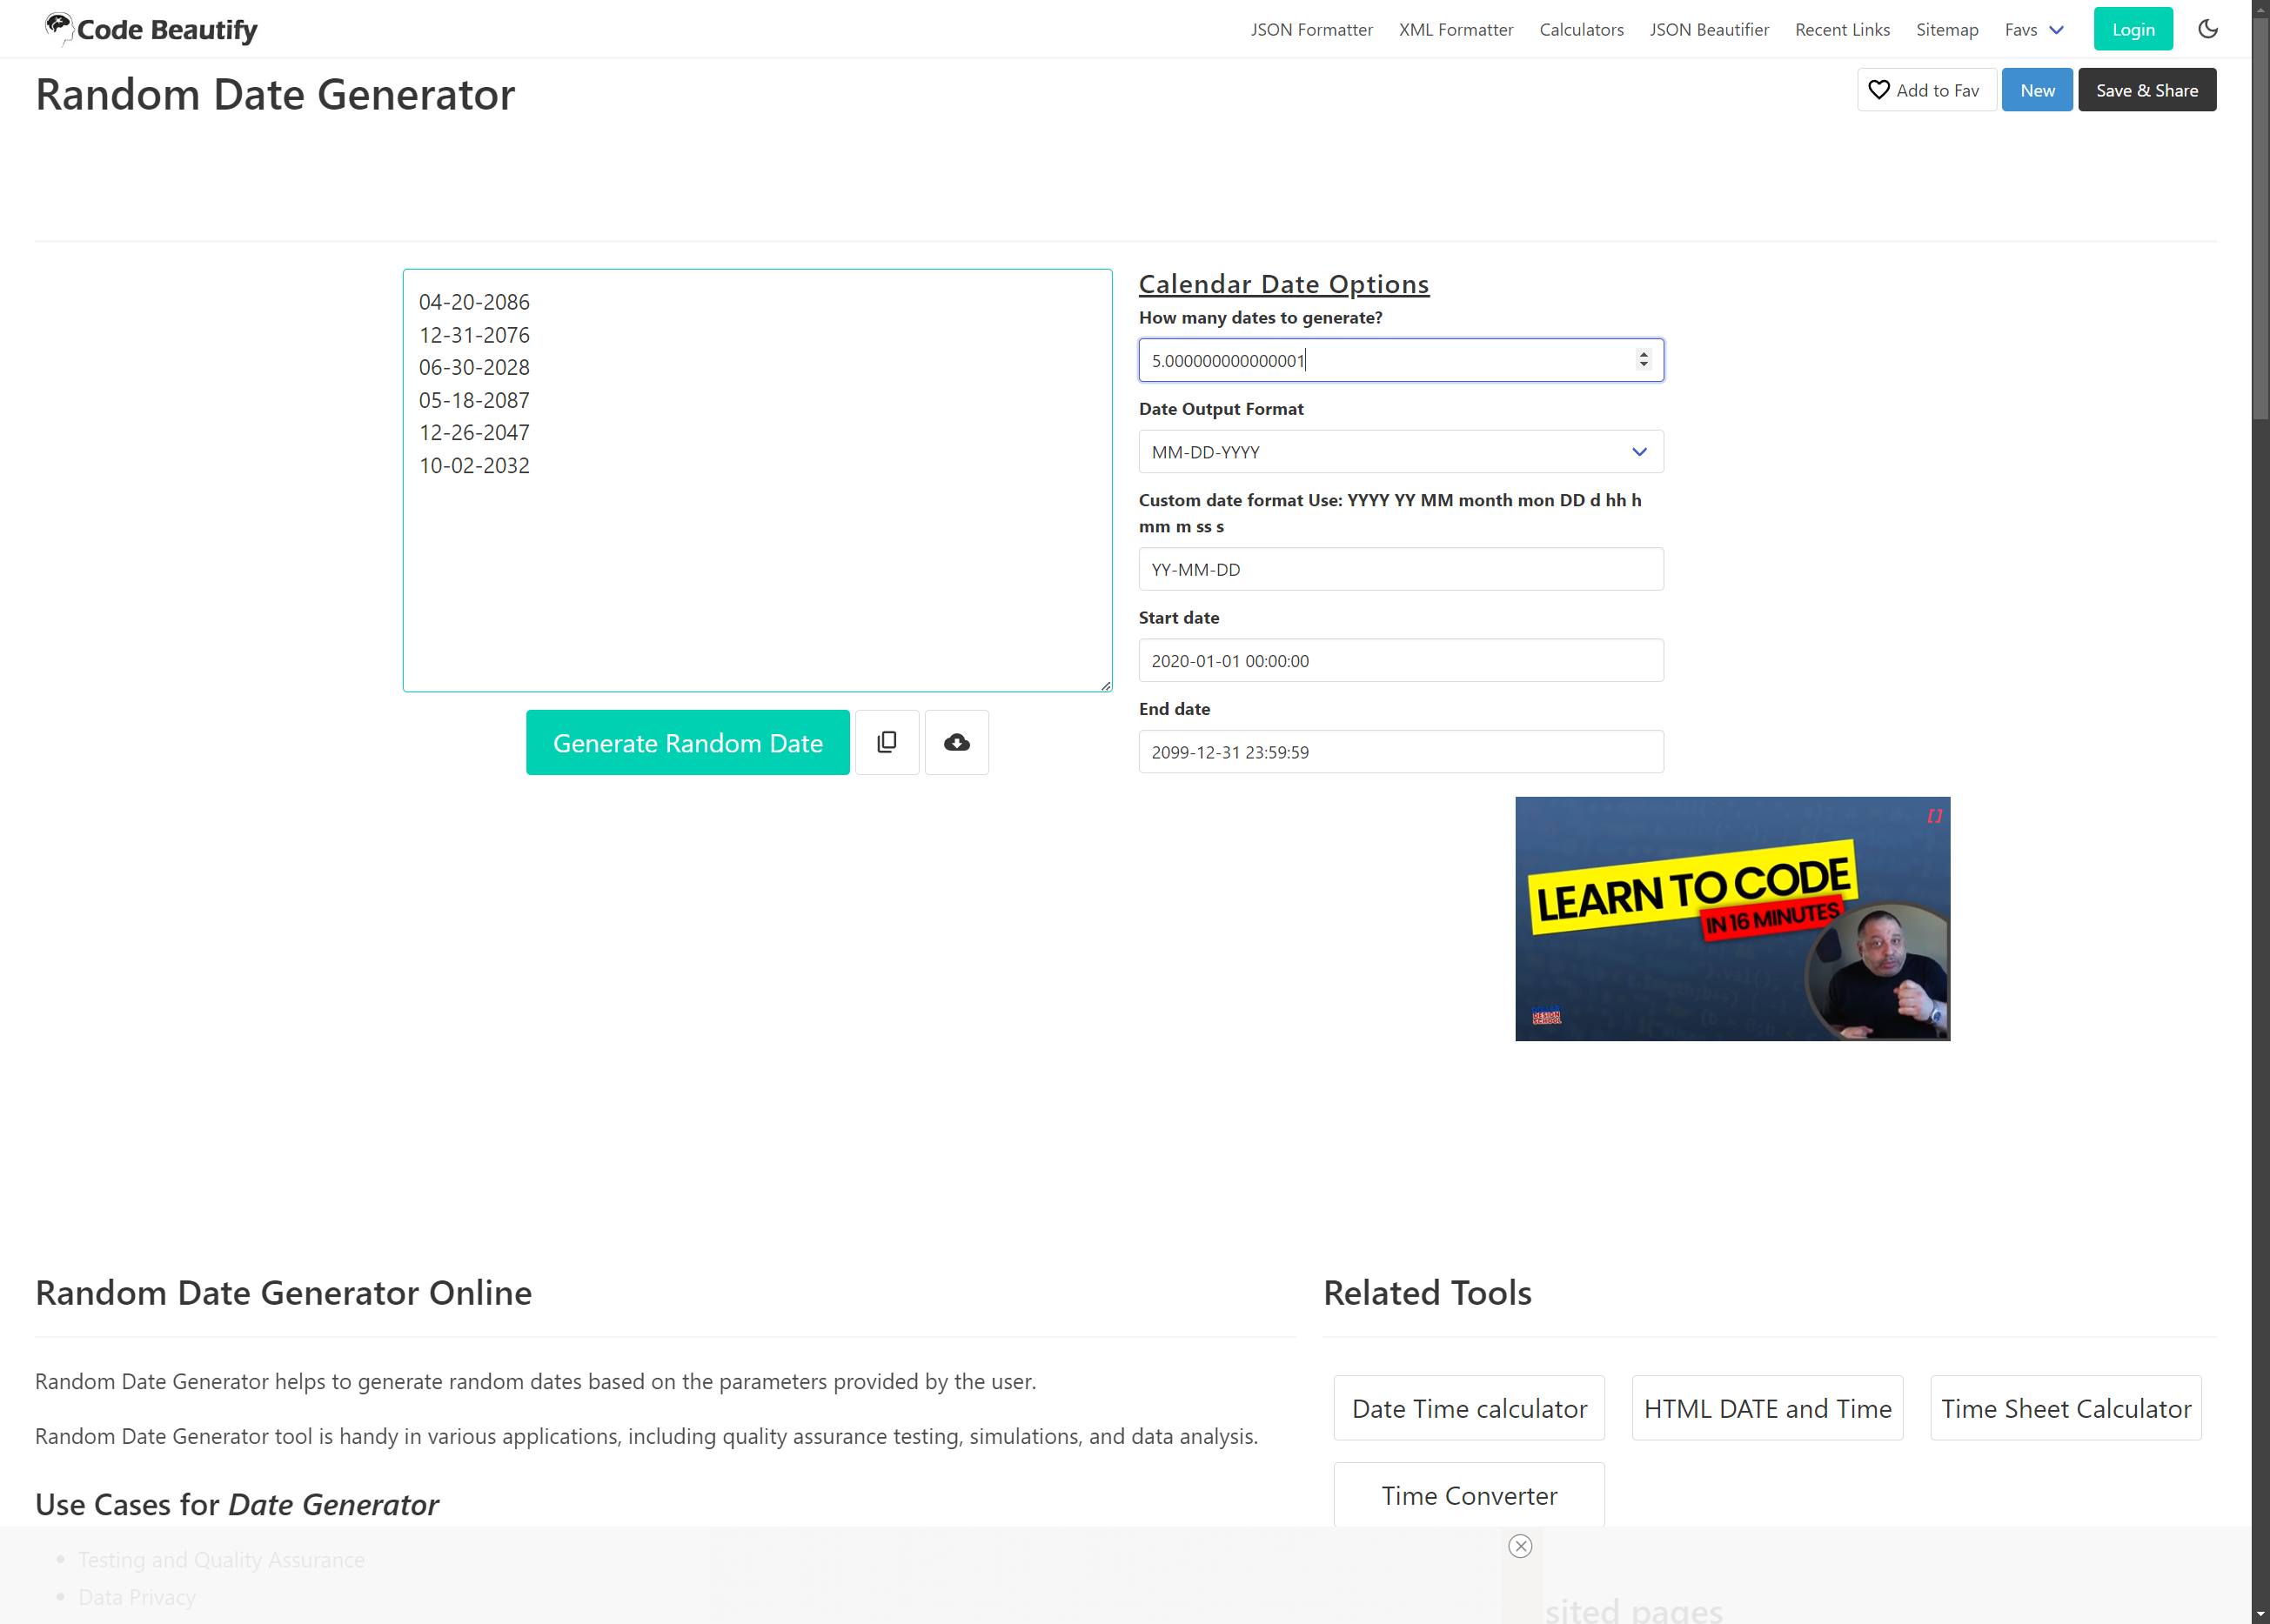 Code Beautify
JSON Formatter XML Formatter Calculators JSON Beautifier Recent Links Sitemap Favs Login
Random Date Generator
Add to Fav New Save & Share
04-20-2086
12-31-2076
06-30-2028
05-18-2087
12-26-2047
10-02-2032
Generate Random Date
Calendar Date Options
How many dates to generate?
5.000000000000001
Date Output Format
MM-DD-YYYY
Custom date format Use: YYYY YY MM month mon DD d hh h
mm m ss s
YY-MM-DD
Start date
2020-01-01 00:00:00
End date
2099-12-31 23:59:59
[]
LEARN TO CODE
IN 16 MINUTES
DESIGN
SCHOOL
Random Date Generator Online
Random Date Generator helps to generate random dates based on the parameters provided by the user.
Random Date Generator tool is handy in various applications, including quality assurance testing, simulations, and data analysis.
Use Cases for Date Generator
• Testing and Quality Assurance
• Data Privacy
Related Tools
Date Time calculator HTML DATE and Time Time Sheet Calculator
Time Converter
sited pages